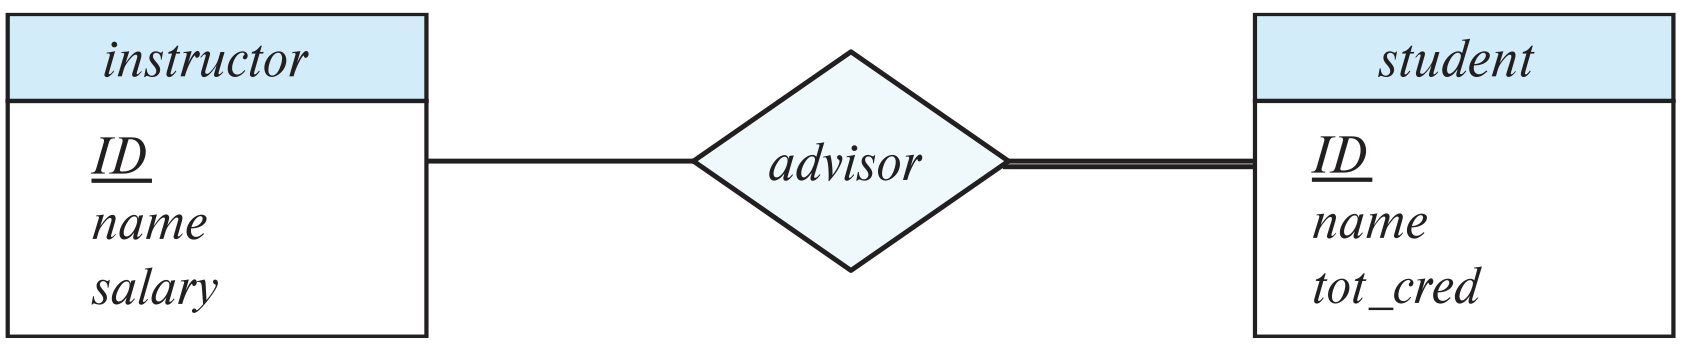 instructor
ID
name
salary
advisor
student
ID
name
tot_cred